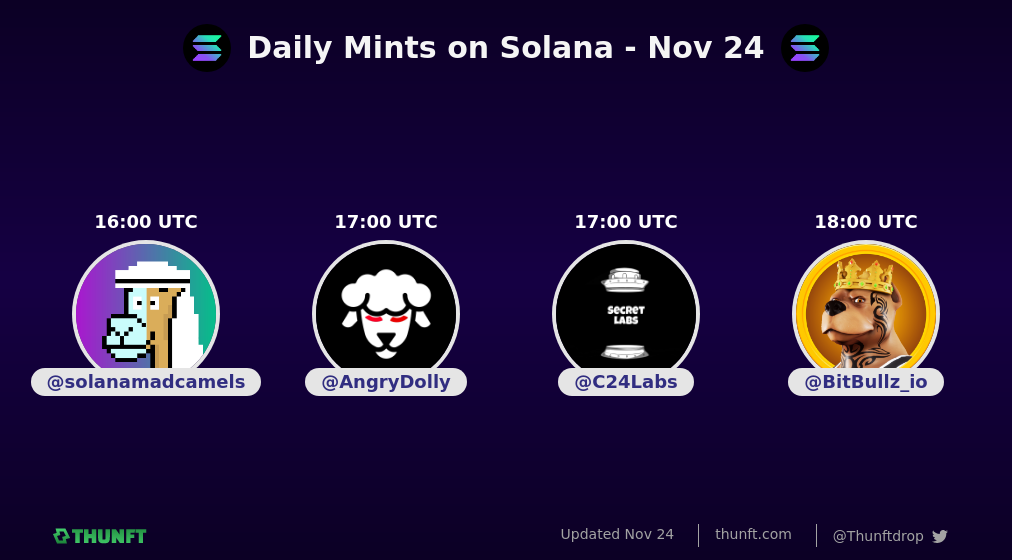 Daily Mints on Solana - Nov 24
16:00 UTC
17:00 UTC
17:00 UTC
18:00 UTC
SECRET
LABS
@solanamadcamels
@AngryDolly
@C24Labs
@BitBullz_io
THUNFT
Updated Nov 24
thunft.com
@Thunftdrop